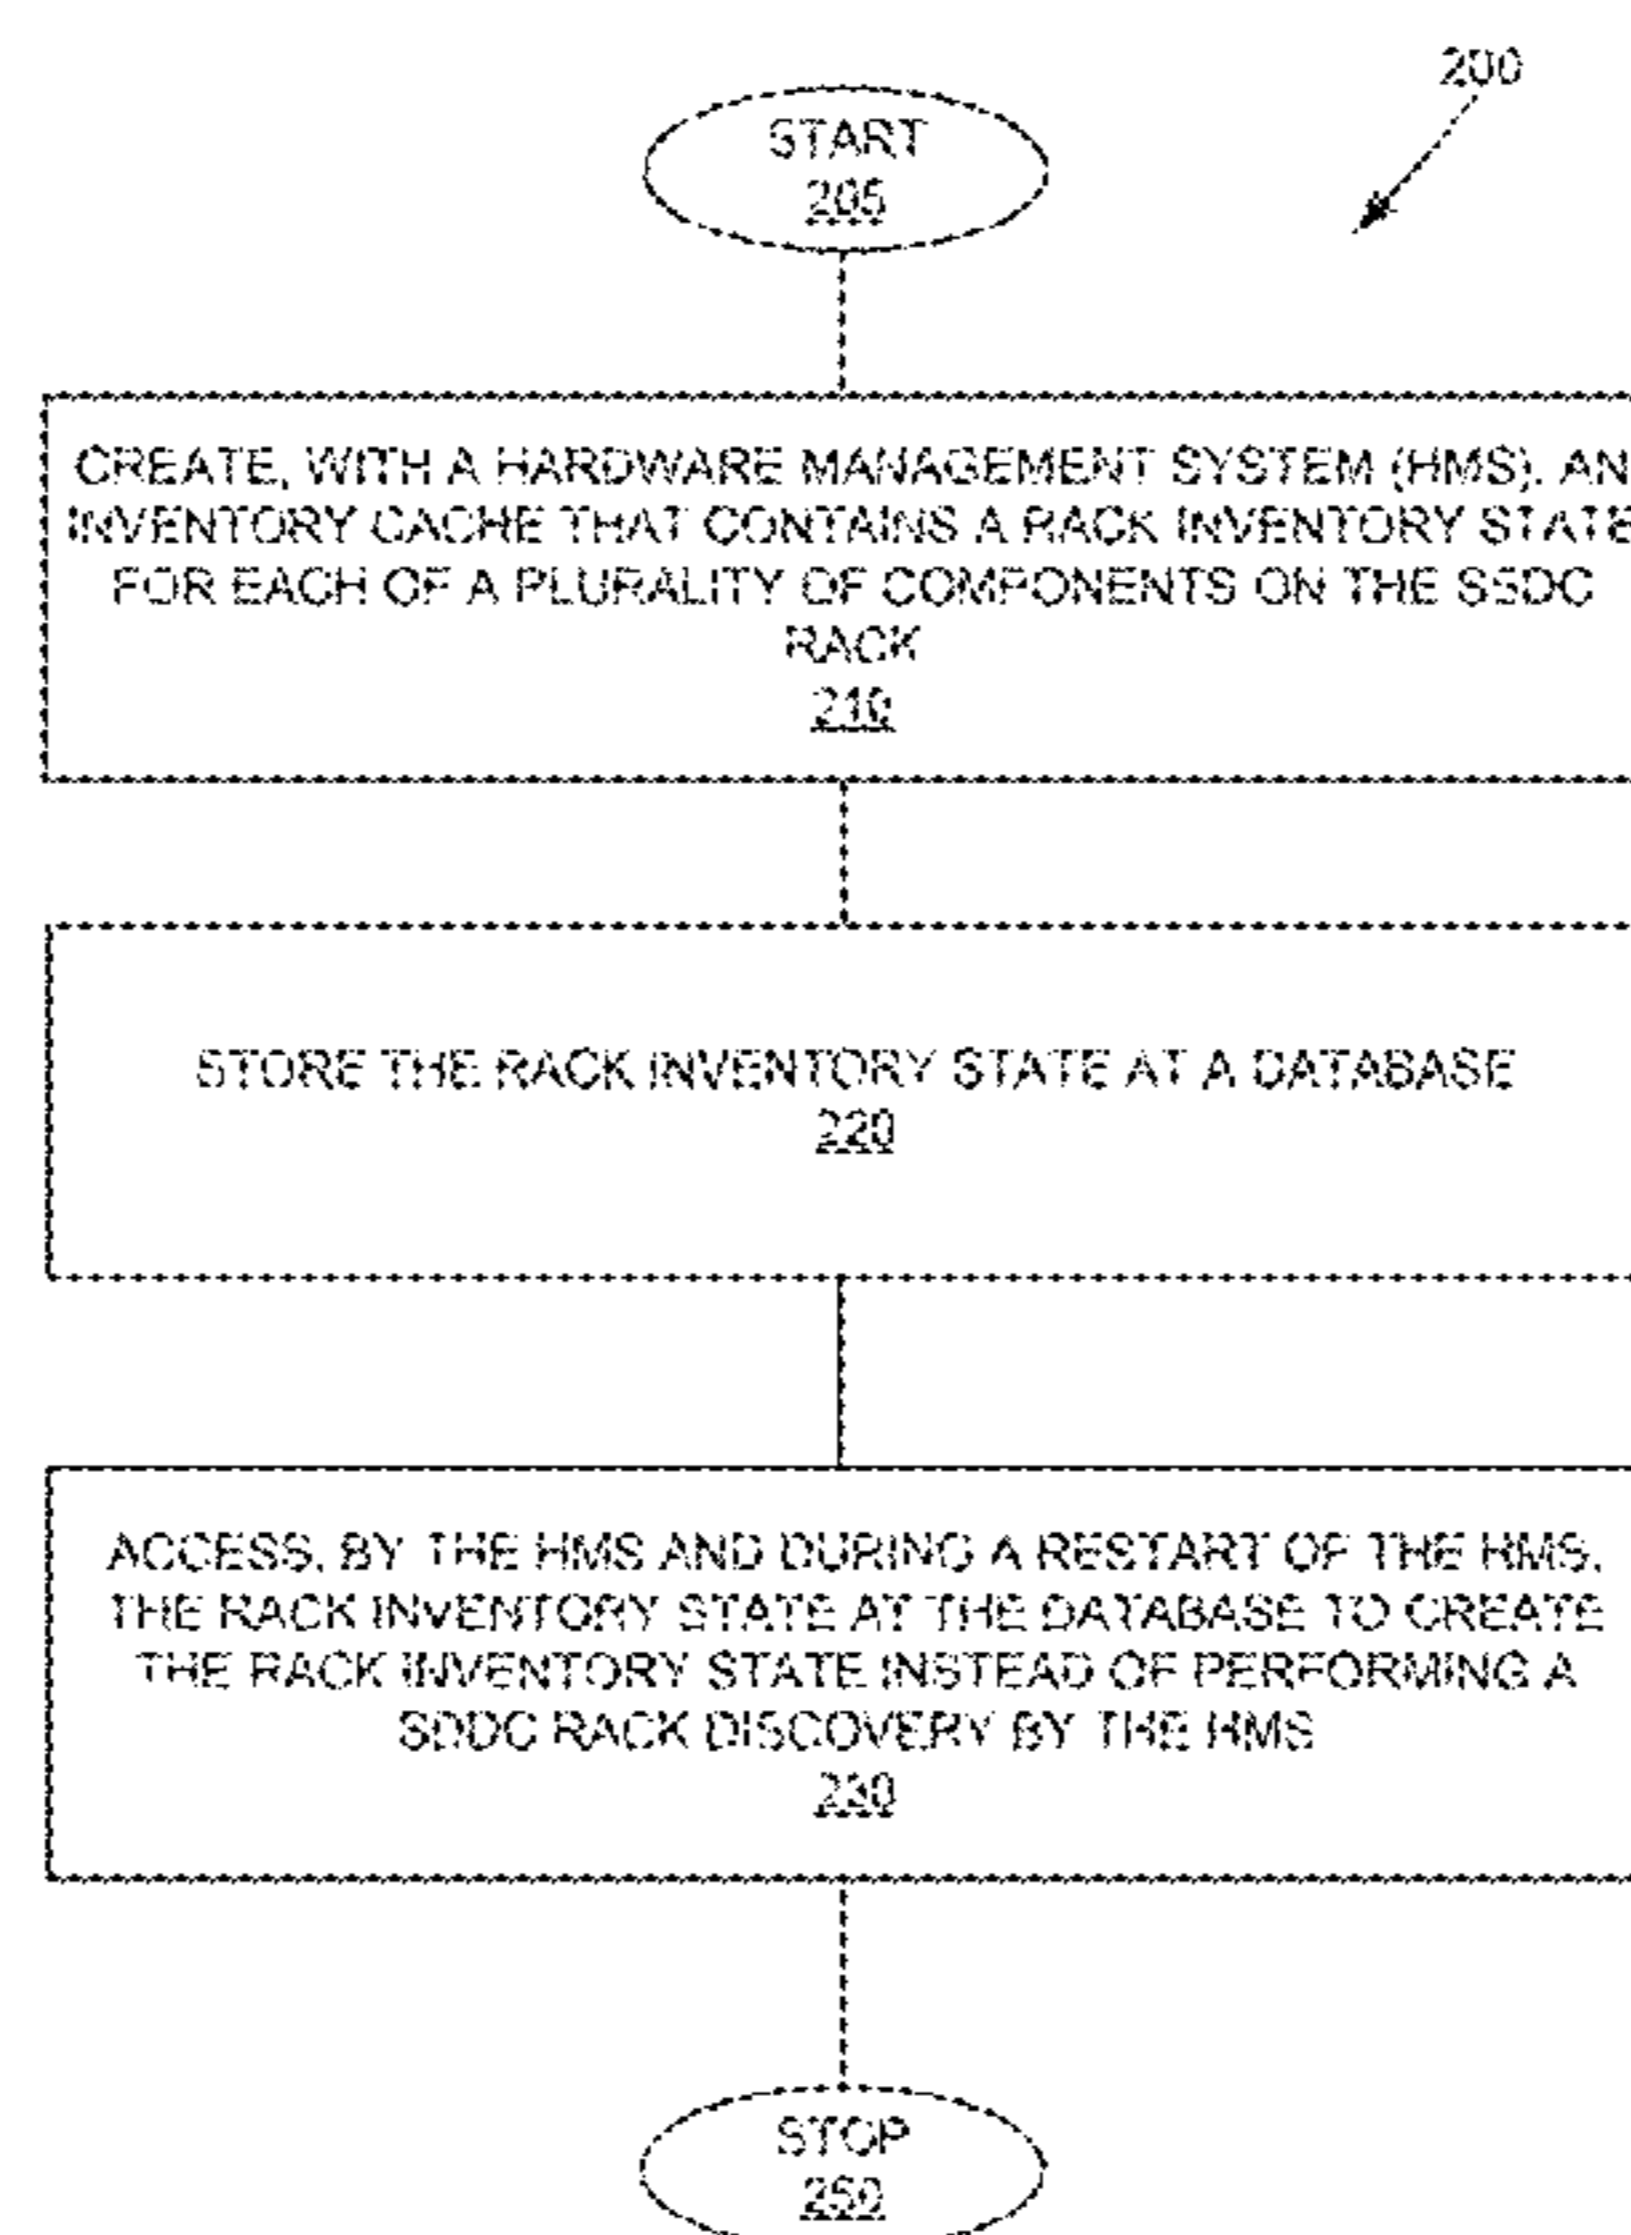 200
START
205
CREATE, WITH A HARDWARE MANAGEMENT SYSTEM (HMS), AN
INVENTORY CACHE THAT CONTAINS A RACK INVENTORY STATE
FOR EACH OF A PLURALITY OF COMPONENTS ON THE SSDC
RACK
210
STORE THE RACK INVENTORY STATE AT A DATABASE
220
ACCESS, BY THE HMS AND DURING A RESTART OF THE HMS,
THE RACK INVENTORY STATE AT THE DATABASE TO CREATE
THE RACK INVENTORY STATE INSTEAD OF PERFORMING A
SDDC RACK DISCOVERY BY THE HMS
230
STOP
250